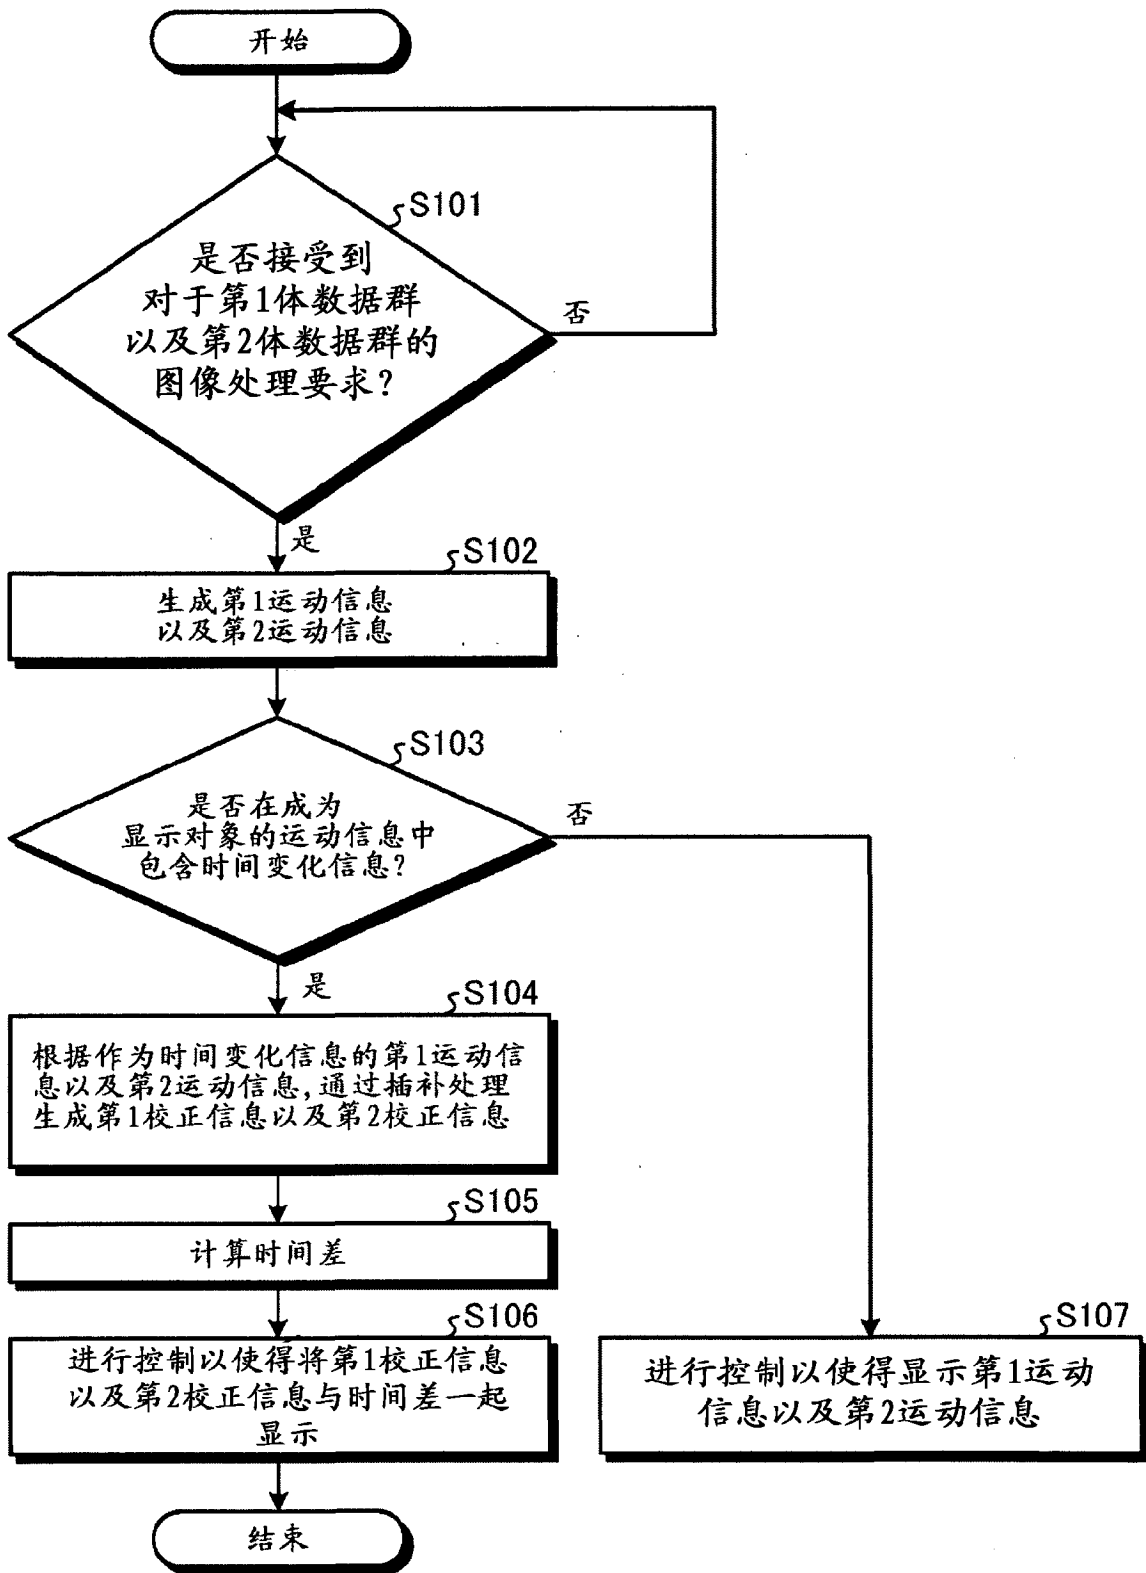 开始
S101
是否接受到
对于第1体数据群
以及第2体数据群的
图像处理要求?
否
是
S102
生成第1运动信息
以及第2运动信息
S103
是否在成为
显示对象的运动信息中
包含时间变化信息?
否
是
S104
根据作为时间变化信息的第1运动信
息以及第2运动信息,通过插补处理
生成第1校正信息以及第2校正信息
S105
计算时间差
S106
进行控制以使得将第1校正信息
以及第2校正信息与时间差一起
显示
S107
进行控制以使得显示第1运动
信息以及第2运动信息
结束